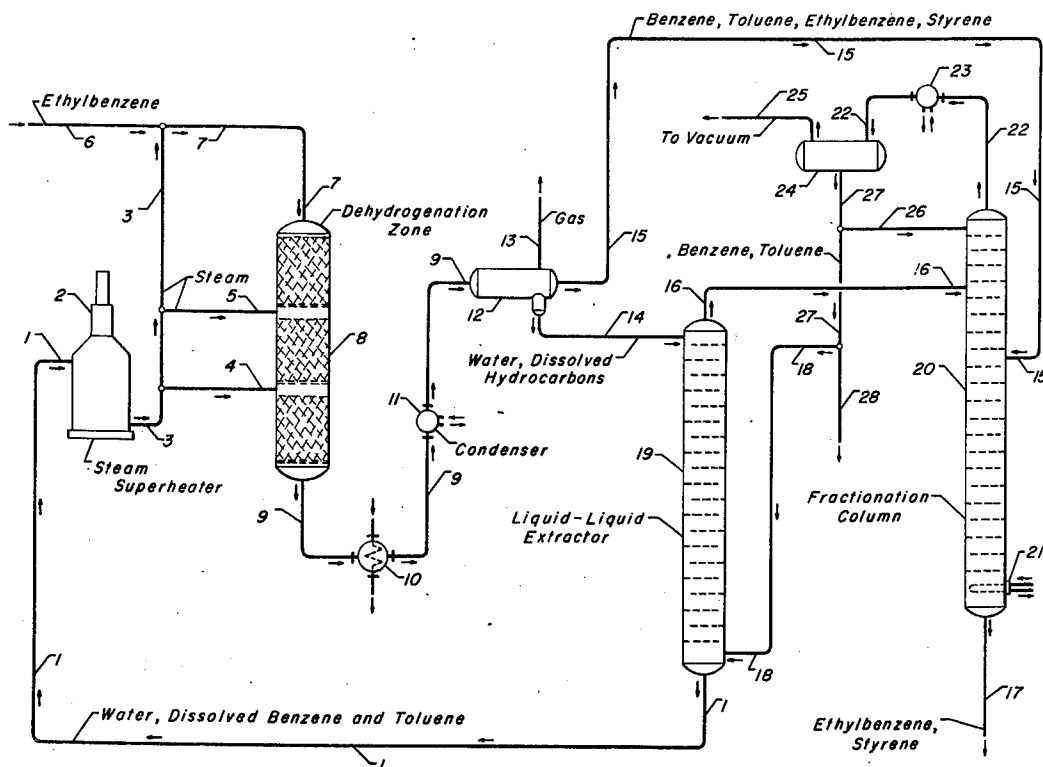 Benzene, Toluene, Ethylbenzene, Styrene
15
23
Ethylbenzene
25
22
To Vacuum
6
7
22
24
3
7
27
15
Dehydrogenation
Zone
Gas
26
13
15
Benzene, Toluene
Steam
9
16
16
2
5
12
14
27
1
8
Water, Dissolved
Hydrocarbons
18
15
4
20
11
28
3
Condenser
19
Steam
Superheater
9
9
Fractionation
Column
Liquid-Liquid
Extractor
21
10
1
18
1
17
Water, Dissolved Benzene and Toluene
Ethylbenzene,
Styrene
1